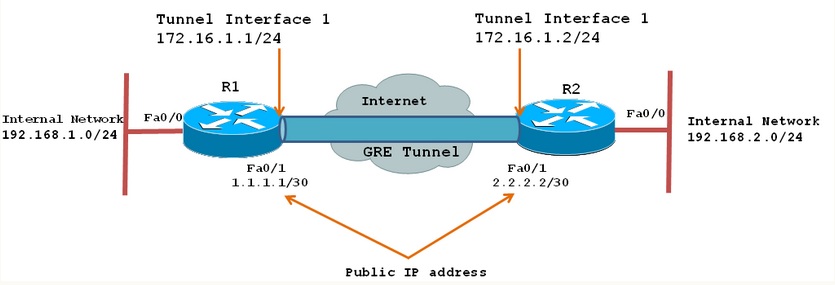 Tunnel Interface 1
172.16.1.1/24
Tunnel Interface 1
172.16.1.2/24
R1
R2
Internet
Internal Network
192.168.1.0/24
Fa0/0
Fa0/0
Internal Network
192.168.2.0/24
GRE Tunnel
Fa0/1
1.1.1.1/30
Fa0/1
2.2.2.2/30
Public IP address